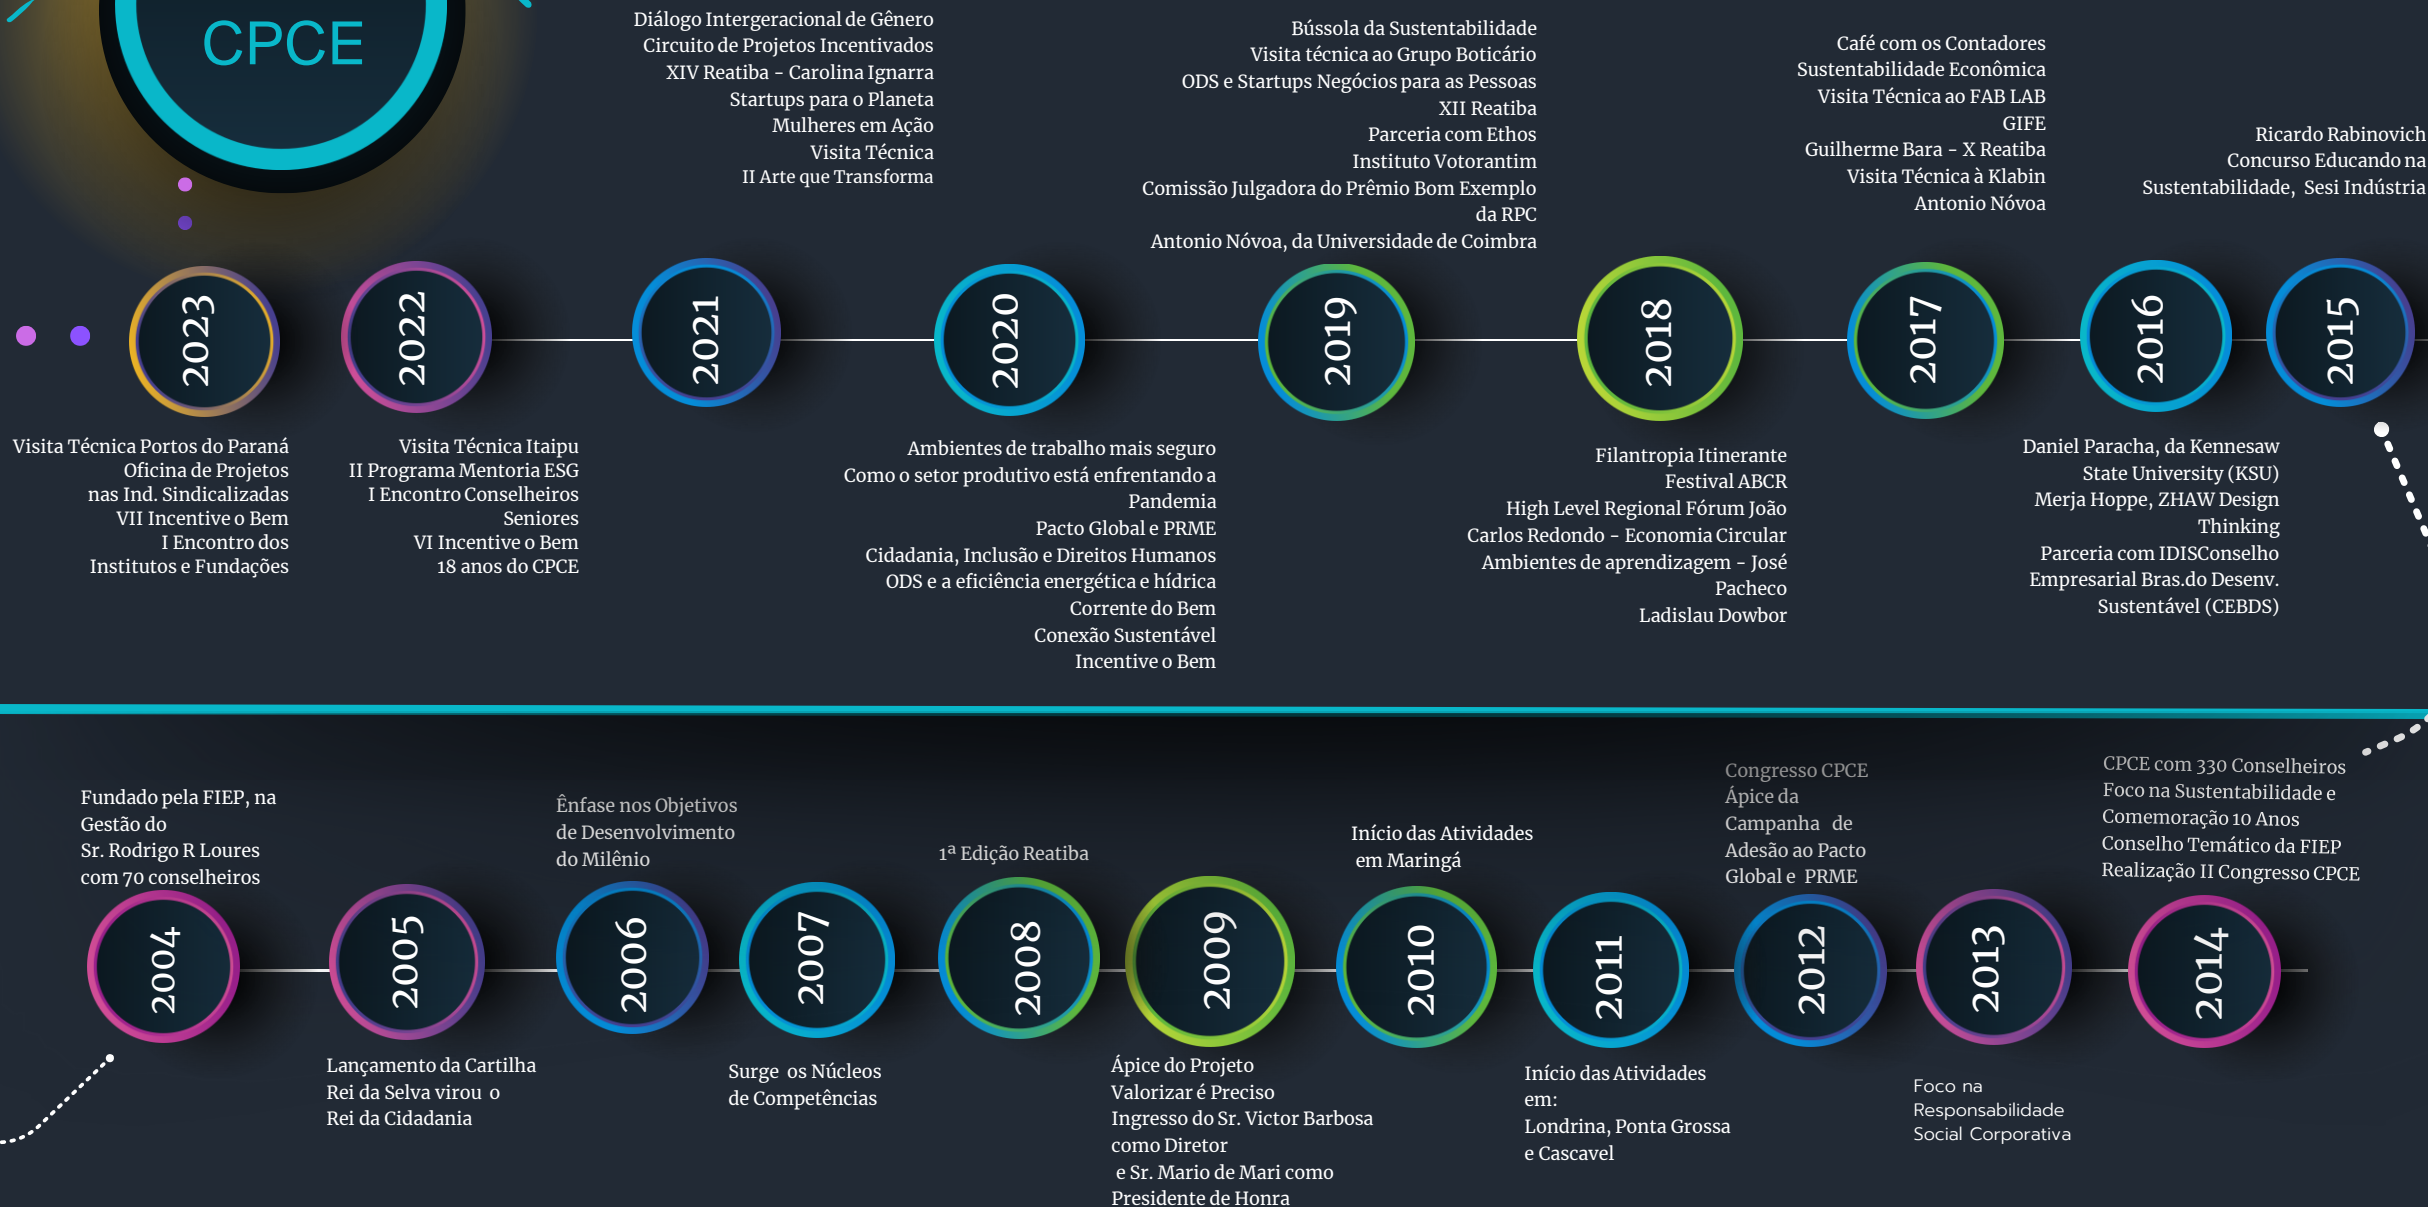 CPCE
Diálogo Intergeracional de Gênero
Circuito de Projetos Incentivados
XIV Reatiba - Carolina Ignarra
Startups para o Planeta
Mulheres em Ação
Visita Técnica
II Arte que Transforma
Bússola da Sustentabilidade
Visita técnica ao Grupo Boticário
ODS e Startups Negócios para as Pessoas
XII Reatiba
Parceria com Ethos
Instituto Votorantim
Comissão Julgadora do Prêmio Bom Exemplo
da RPC
Antonio Nóvoa, da Universidade de Coimbra
Café com os Contadores
Sustentabilidade Econômica
Visita Técnica ao FAB LAB
GIFE
Guilherme Bara - X Reatiba
Visita Técnica à Klabin
Antonio Nóvoa
Ricardo Rabinovich
Concurso Educando na
Sustentabilidade, Sesi Indústria
2023
2022
2021
2020
2019
2018
2017
2016
2015
Visita Técnica Portos do Paraná
Oficina de Projetos
nas Ind. Sindicalizadas
VII Incentive o Bem
I Encontro dos
Institutos e Fundações
Visita Técnica Itaipu
II Programa Mentoria ESG
I Encontro Conselheiros
Seniores
VI Incentive o Bem
18 anos do CPCE
Ambientes de trabalho mais seguro
Como o setor produtivo está enfrentando a
Pandemia
Pacto Global e PRME
Cidadania, Inclusão e Direitos Humanos
ODS e a eficiência energética e hídrica
Corrente do Bem
Conexão Sustentável
Incentive o Bem
Filantropia Itinerante
Festival ABCR
High Level Regional Fórum João
Carlos Redondo - Economia Circular
Ambientes de aprendizagem - José
Pacheco
Ladislau Dowbor
Daniel Paracha, da Kennesaw
State University (KSU)
Merja Hoppe, ZHAW Design
Thinking
Parceria com IDISConselho
Empresarial Bras.do Desenv.
Sustentável (CEBDS)
Fundado pela FIEP, na
Gestão do
Sr. Rodrigo R Loures
com 70 conselheiros
Ênfase nos Objetivos
de Desenvolvimento
do Milênio
1ª Edição Reatiba
Início das Atividades
em Maringá
Congresso CPCE
Ápice da
Campanha de
Adesão ao Pacto
Global e PRME
CPCE com 330 Conselheiros
Foco na Sustentabilidade e
Comemoração 10 Anos
Conselho Temático da FIEP
Realização II Congresso CPCE
2004
2005
2006
2007
2008
2009
2010
2011
2012
2013
2014
Lançamento da Cartilha
Rei da Selva virou o
Rei da Cidadania
Surge os Núcleos
de Competências
Ápice do Projeto
Valorizar é Preciso
Ingresso do Sr. Victor Barbosa
como Diretor
e Sr. Mario de Mari como
Presidente de Honra
Início das Atividades
em:
Londrina, Ponta Grossa
e Cascavel
Foco na
Responsabilidade
Social Corporativa